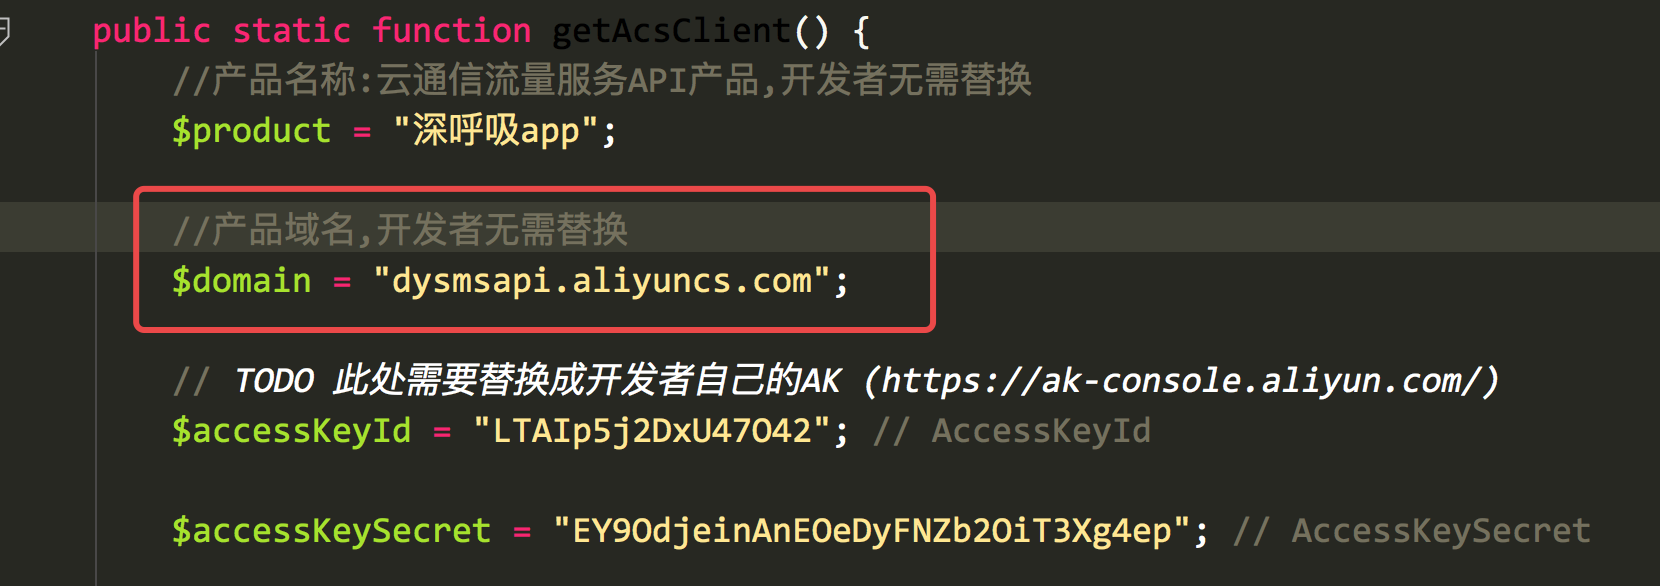 public static function getAcsClient() {
//产品名称:云通信流量服务API产品,开发者无需替换
$product = "深呼吸app";
//产品域名,开发者无需替换
$domain = "dysmsapi.aliyuncs.com";
// TODO 此处需要替换成开发者自己的AK (https://ak-console.aliyun.com/)
$accessKeyId = "LTAIp5j2DxU47O42"; // AccessKeyId
$accessKeySecret = "EY9OdjeinAnEOeDyFNZb2OiT3Xg4ep"; // AccessKeySecret